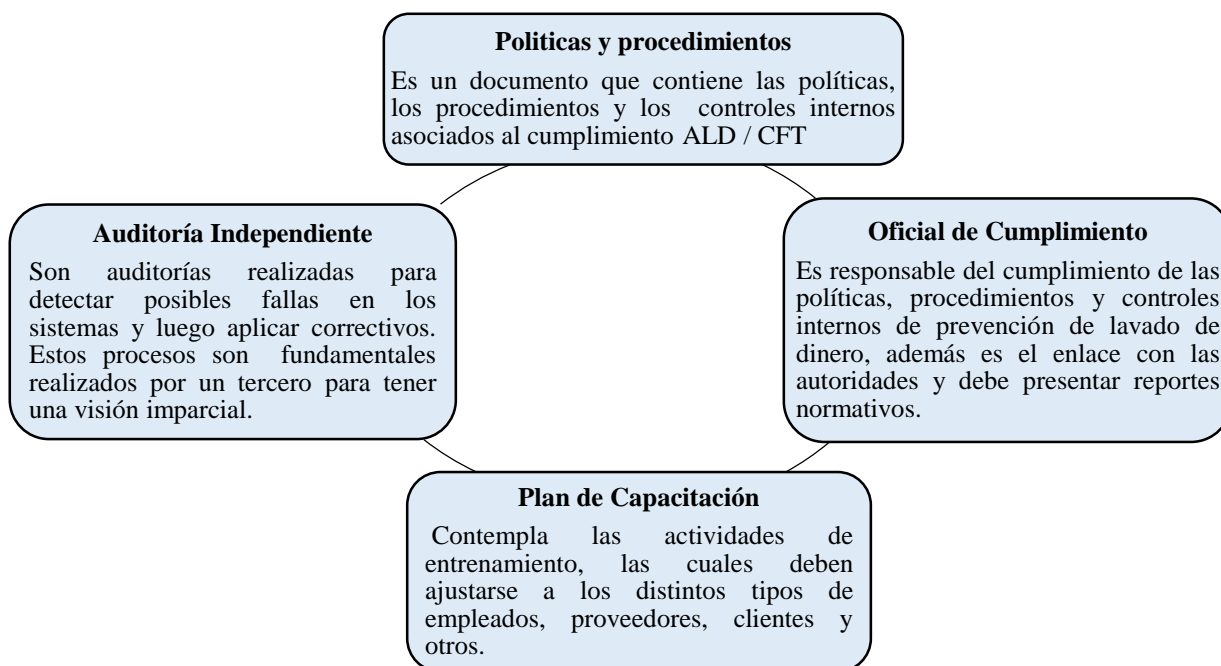 Politicas y procedimientos
Es un documento que contiene las políticas,
los procedimientos y los controles internos
asociados al cumplimiento ALD / CFT
Auditoría Independiente
Son auditorías realizadas para
detectar posibles fallas en los
sistemas y luego aplicar correctivos.
Estos procesos son fundamentales
realizados por un tercero para tener
una visión imparcial.
Oficial de Cumplimiento
Es responsable del cumplimiento de las
políticas, procedimientos y controles
internos de prevención de lavado de
dinero, además es el enlace con las
autoridades y debe presentar reportes
normativos.
Plan de Capacitación
Contempla las actividades de
entrenamiento, las cuales deben
ajustarse a los distintos tipos de
empleados, proveedores, clientes y
otros.